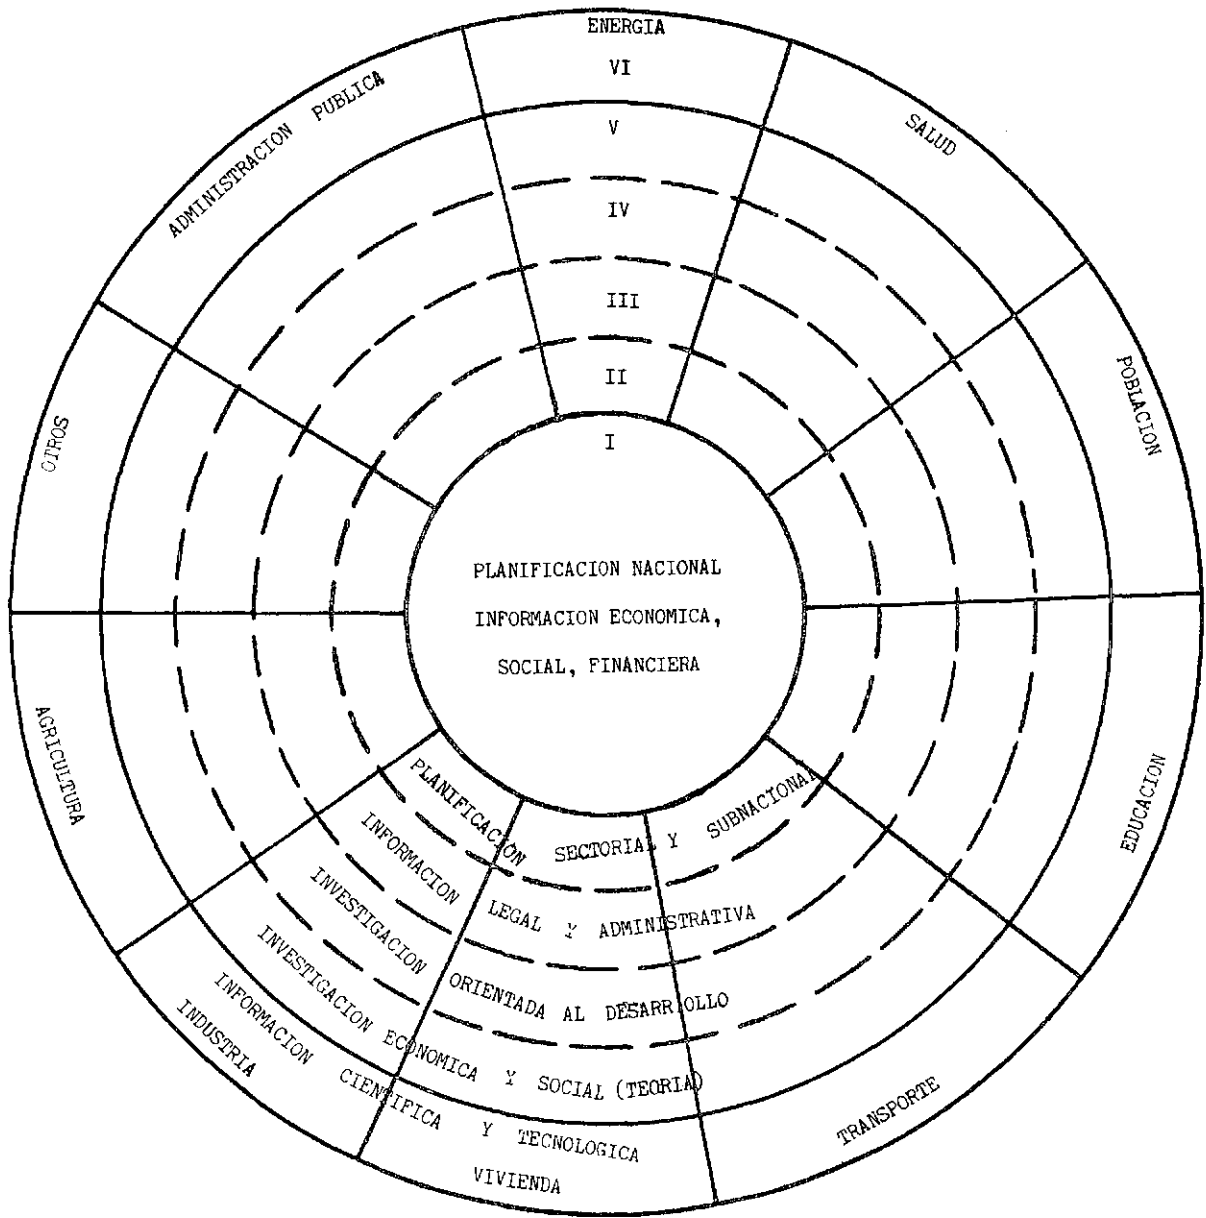 ENERGIA
VI
V
IV
III
II
I
PLANIFICACION NACIONAL
INFORMACION ECONOMICA,
SOCIAL, FINANCIERA
SALUD
POBLACION
EDUCACION
TRANSPORTE
VIVIENDA
INDUSTRIA
AGRICULTURA
OTROS
ADMINISTRACION PUBLICA
PLANIFICACION SECTORIAL Y SUBNACIONAL
INFORMACION LEGAL Y ADMINISTRATIVA
INVESTIGACION ORIENTADA AL DESARROLLO
INVESTIGACION ECONOMICA Y SOCIAL (TEORIA)
INFORMACION CIENTIFICA Y TECNOLOGICA